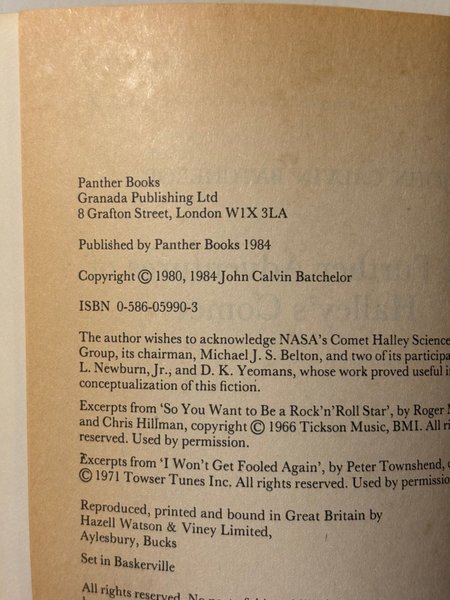 Panther Books
Granada Publishing Ltd
8 Grafton Street, London W1X 3LA
Published by Panther Books 1984
Copyright © 1980, 1984 John Calvin Batchelor
ISBN 0-586-05990-3
The author wishes to acknowledge NASA's Comet Halley Science
Group, its chairman, Michael J. S. Belton, and two of its participa
L. Newburn, Jr., and D. K. Yeomans, whose work proved useful i
conceptualization of this fiction.
Excerpts from 'So You Want to Be a Rock'n'Roll Star', by Roger M
and Chris Hillman, copyright © 1966 Tickson Music, BMI. All r
reserved. Used by permission.
Excerpts from 'I Won't Get Fooled Again', by Peter Townshend,
© 1971 Towser Tunes Inc. All rights reserved. Used by permission
Reproduced, printed and bound in Great Britain by
Hazell Watson & Viney Limited,
Aylesbury, Bucks
Set in Baskerville
All rights reserved. No part of